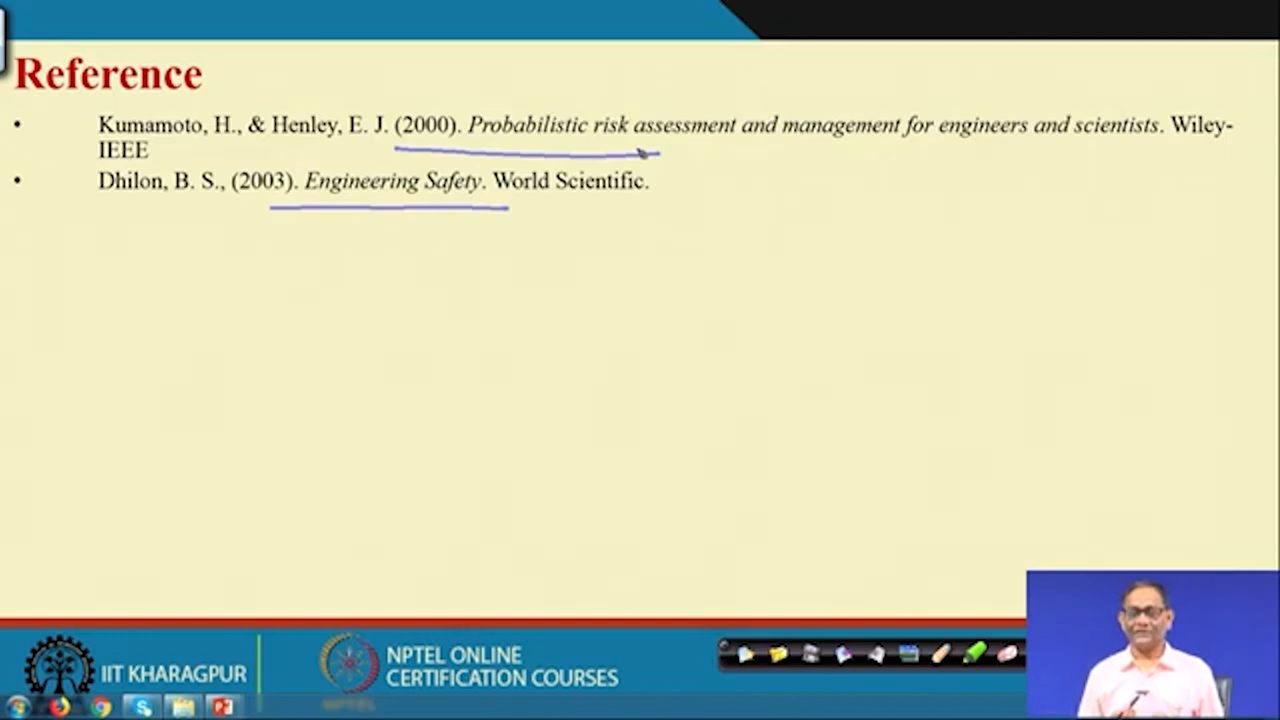 Reference
• Kumamoto, H., & Henley, E. J. (2000). Probabilistic risk assessment and management for engineers and scientists. Wiley-
IEEE
• Dhilon, B. S., (2003). Engineering Safety. World Scientific.
IIT KHARAGPUR
NPTEL ONLINE
CERTIFICATION COURSES